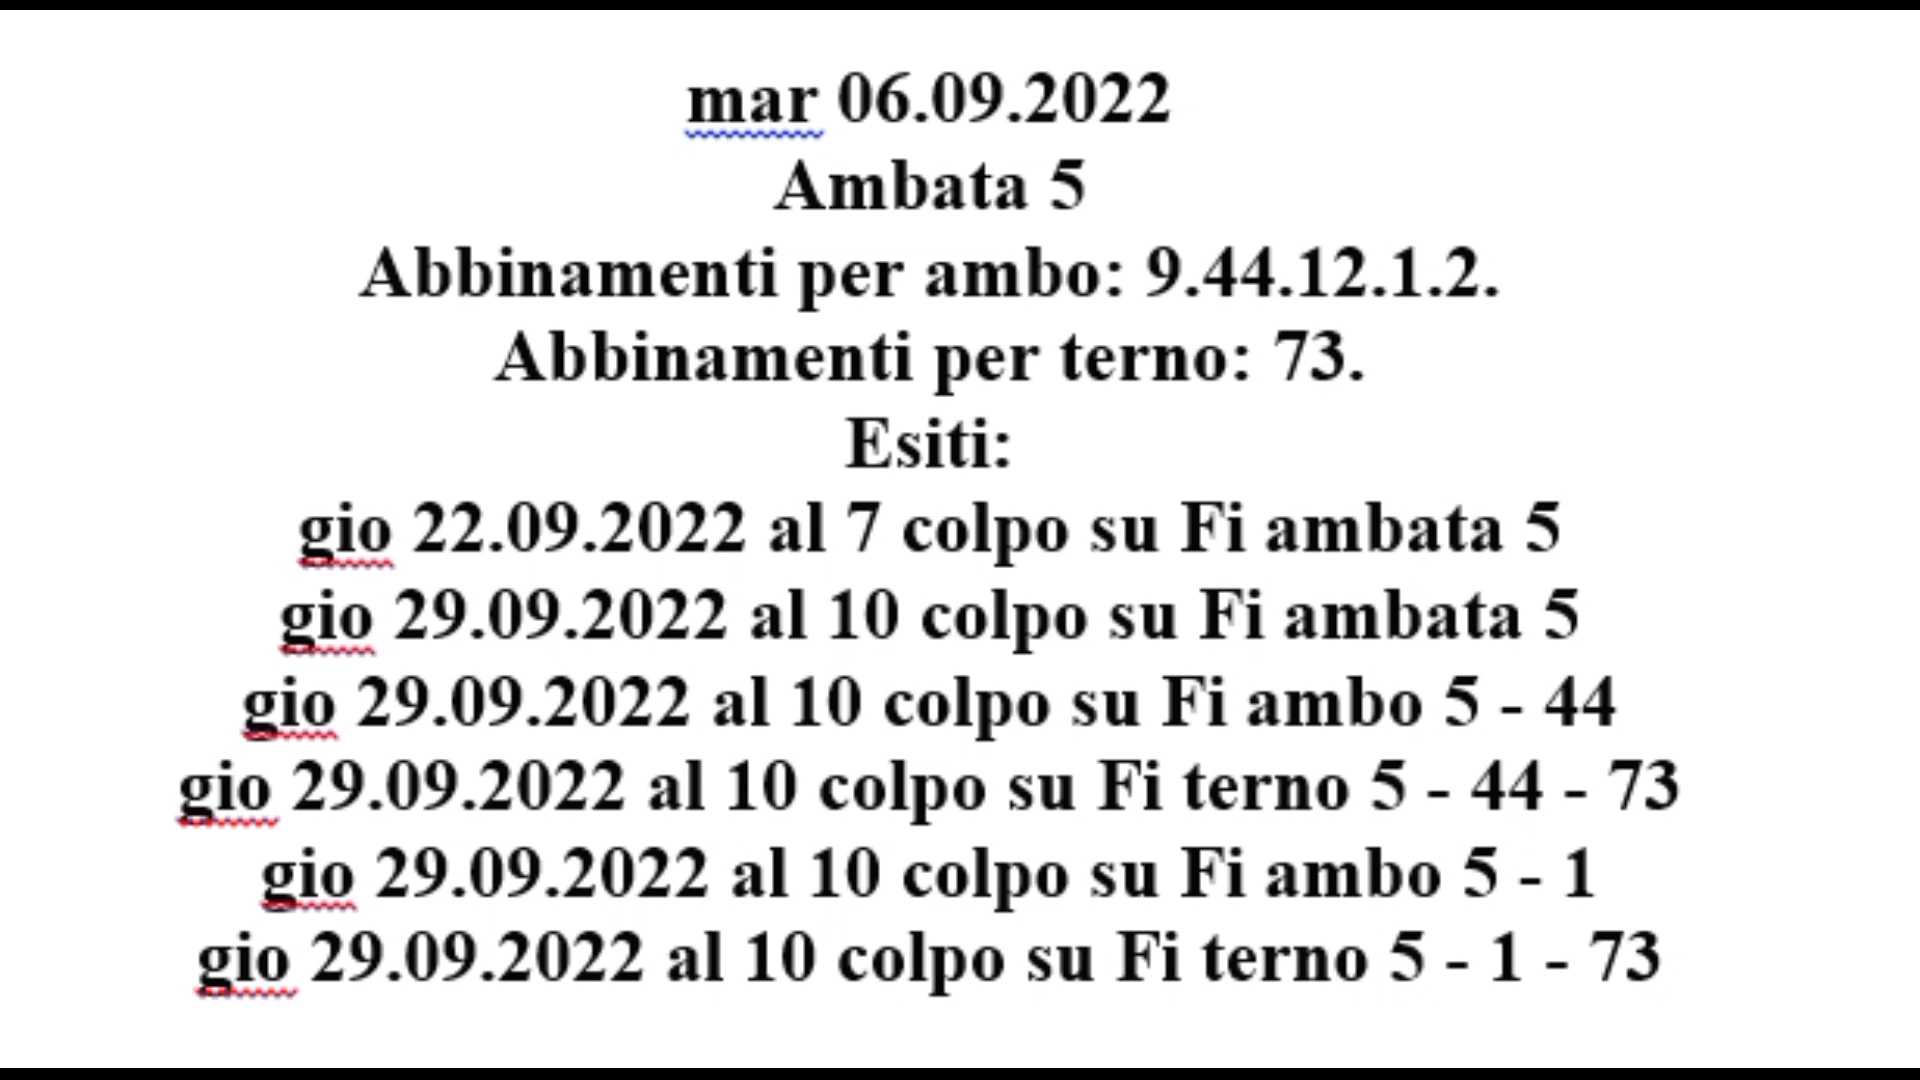 mar 06.09.2022
Ambata 5
Abbinamenti per ambo: 9.44.12.1.2.
Abbinamenti per terno: 73.
Esiti:
gio 22.09.2022 al 7 colpo su Fi ambata 5
gio 29.09.2022 al 10 colpo su Fi ambata 5
gio 29.09.2022 al 10 colpo su Fi ambo 5 - 44
gio 29.09.2022 al 10 colpo su Fi terno 5 - 44 - 73
gio 29.09.2022 al 10 colpo su Fi ambo 5 - 1
gio 29.09.2022 al 10 colpo su Fi terno 5 - 1 - 73